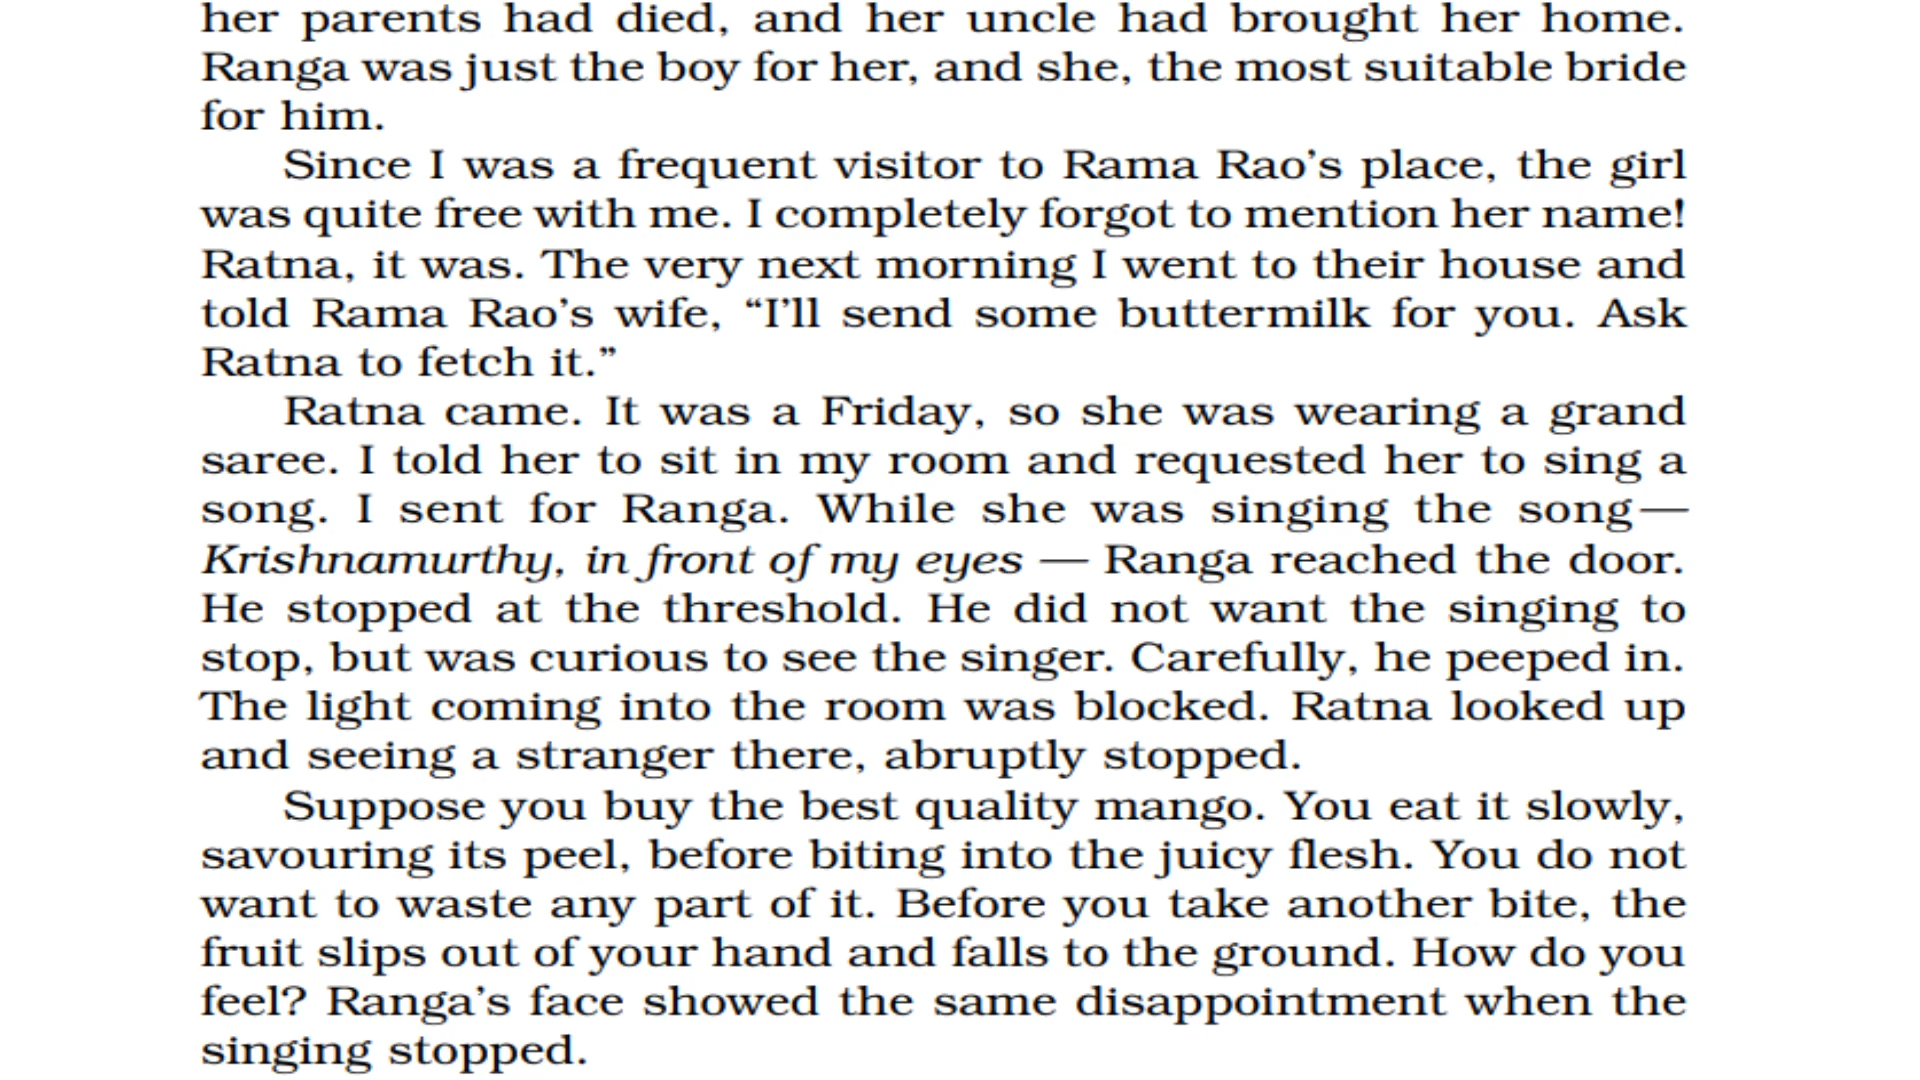 her parents had died, and her uncle had brought her home.
Ranga was just the boy for her, and she, the most suitable bride
for him.
Since I was a frequent visitor to Rama Rao’s place, the girl
was quite free with me. I completely forgot to mention her name!
Ratna, it was. The very next morning I went to their house and
told Rama Rao’s wife, “I’ll send some buttermilk for you. Ask
Ratna to fetch it.”
Ratna came. It was a Friday, so she was wearing a grand
saree. I told her to sit in my room and requested her to sing a
song. I sent for Ranga. While she was singing the song—
Krishnamurthy, in front of my eyes — Ranga reached the door.
He stopped at the threshold. He did not want the singing to
stop, but was curious to see the singer. Carefully, he peeped in.
The light coming into the room was blocked. Ratna looked up
and seeing a stranger there, abruptly stopped.
Suppose you buy the best quality mango. You eat it slowly,
savouring its peel, before biting into the juicy flesh. You do not
want to waste any part of it. Before you take another bite, the
fruit slips out of your hand and falls to the ground. How do you
feel? Ranga’s face showed the same disappointment when the
singing stopped.